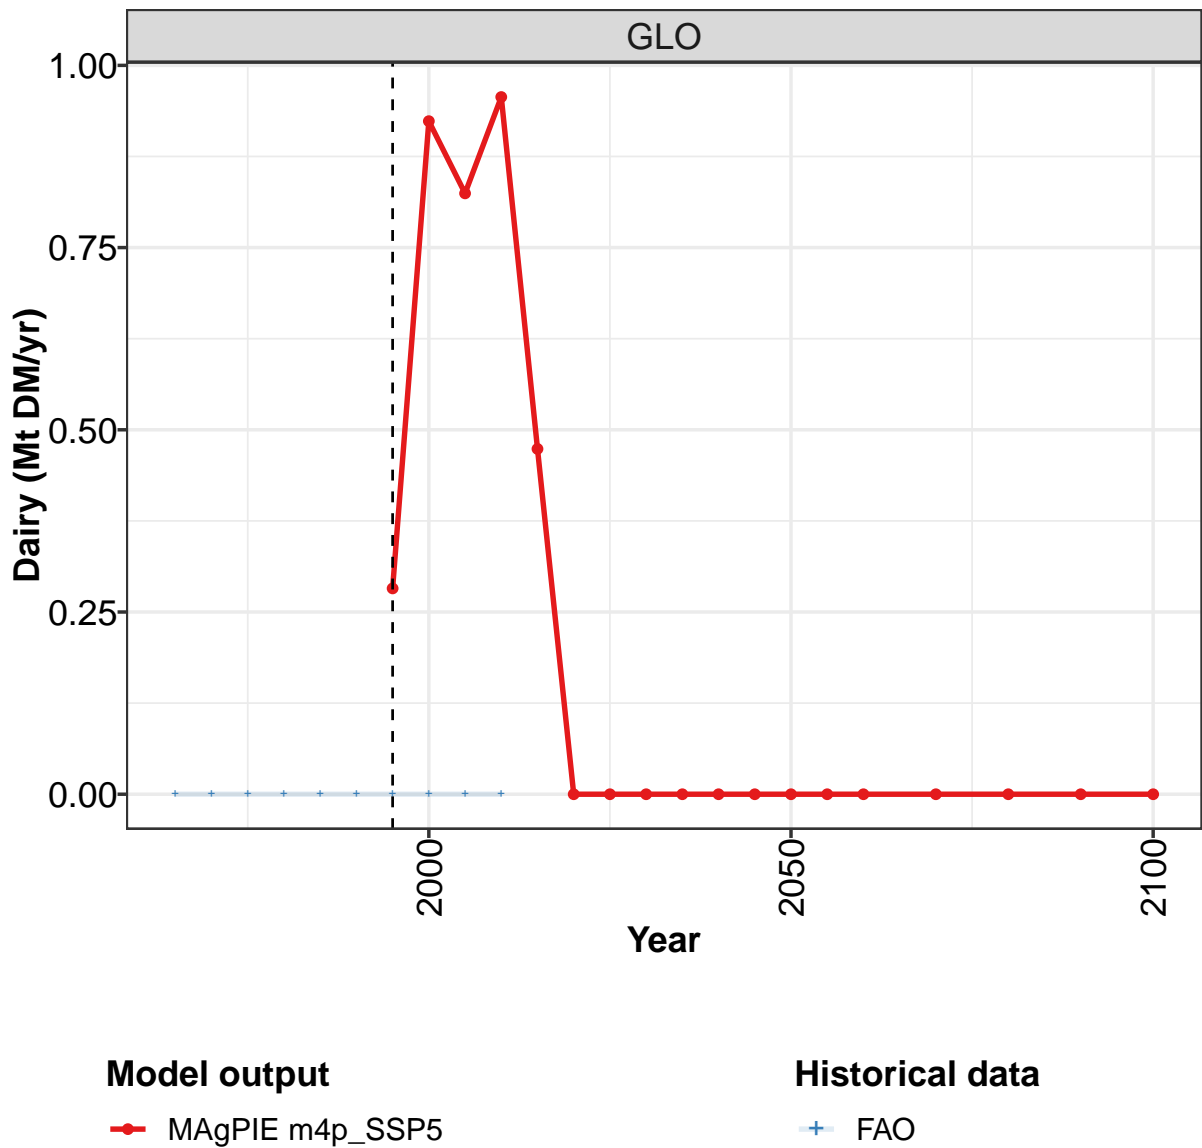 GLO
1.00
0.75
0.50
0.25
0.00
Dairy (Mt DM/yr)
2000
2050
2100
Year
Model output
MAgPIE m4p_SSP5
Historical data
FAO